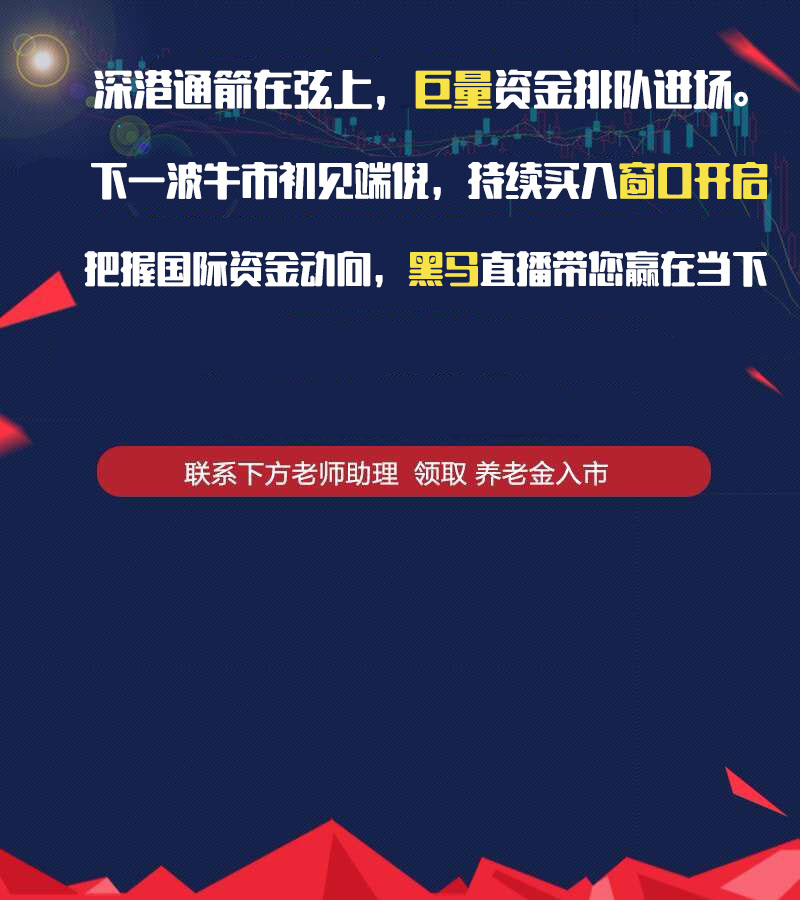 深港通箭在弦上，巨量资金排队进场。
下一波牛市初见端倪，持续买入窗口开启
把握国际资金动向，黑马直播带您赢在当下
联系下方老师助理 领取 养老金入市